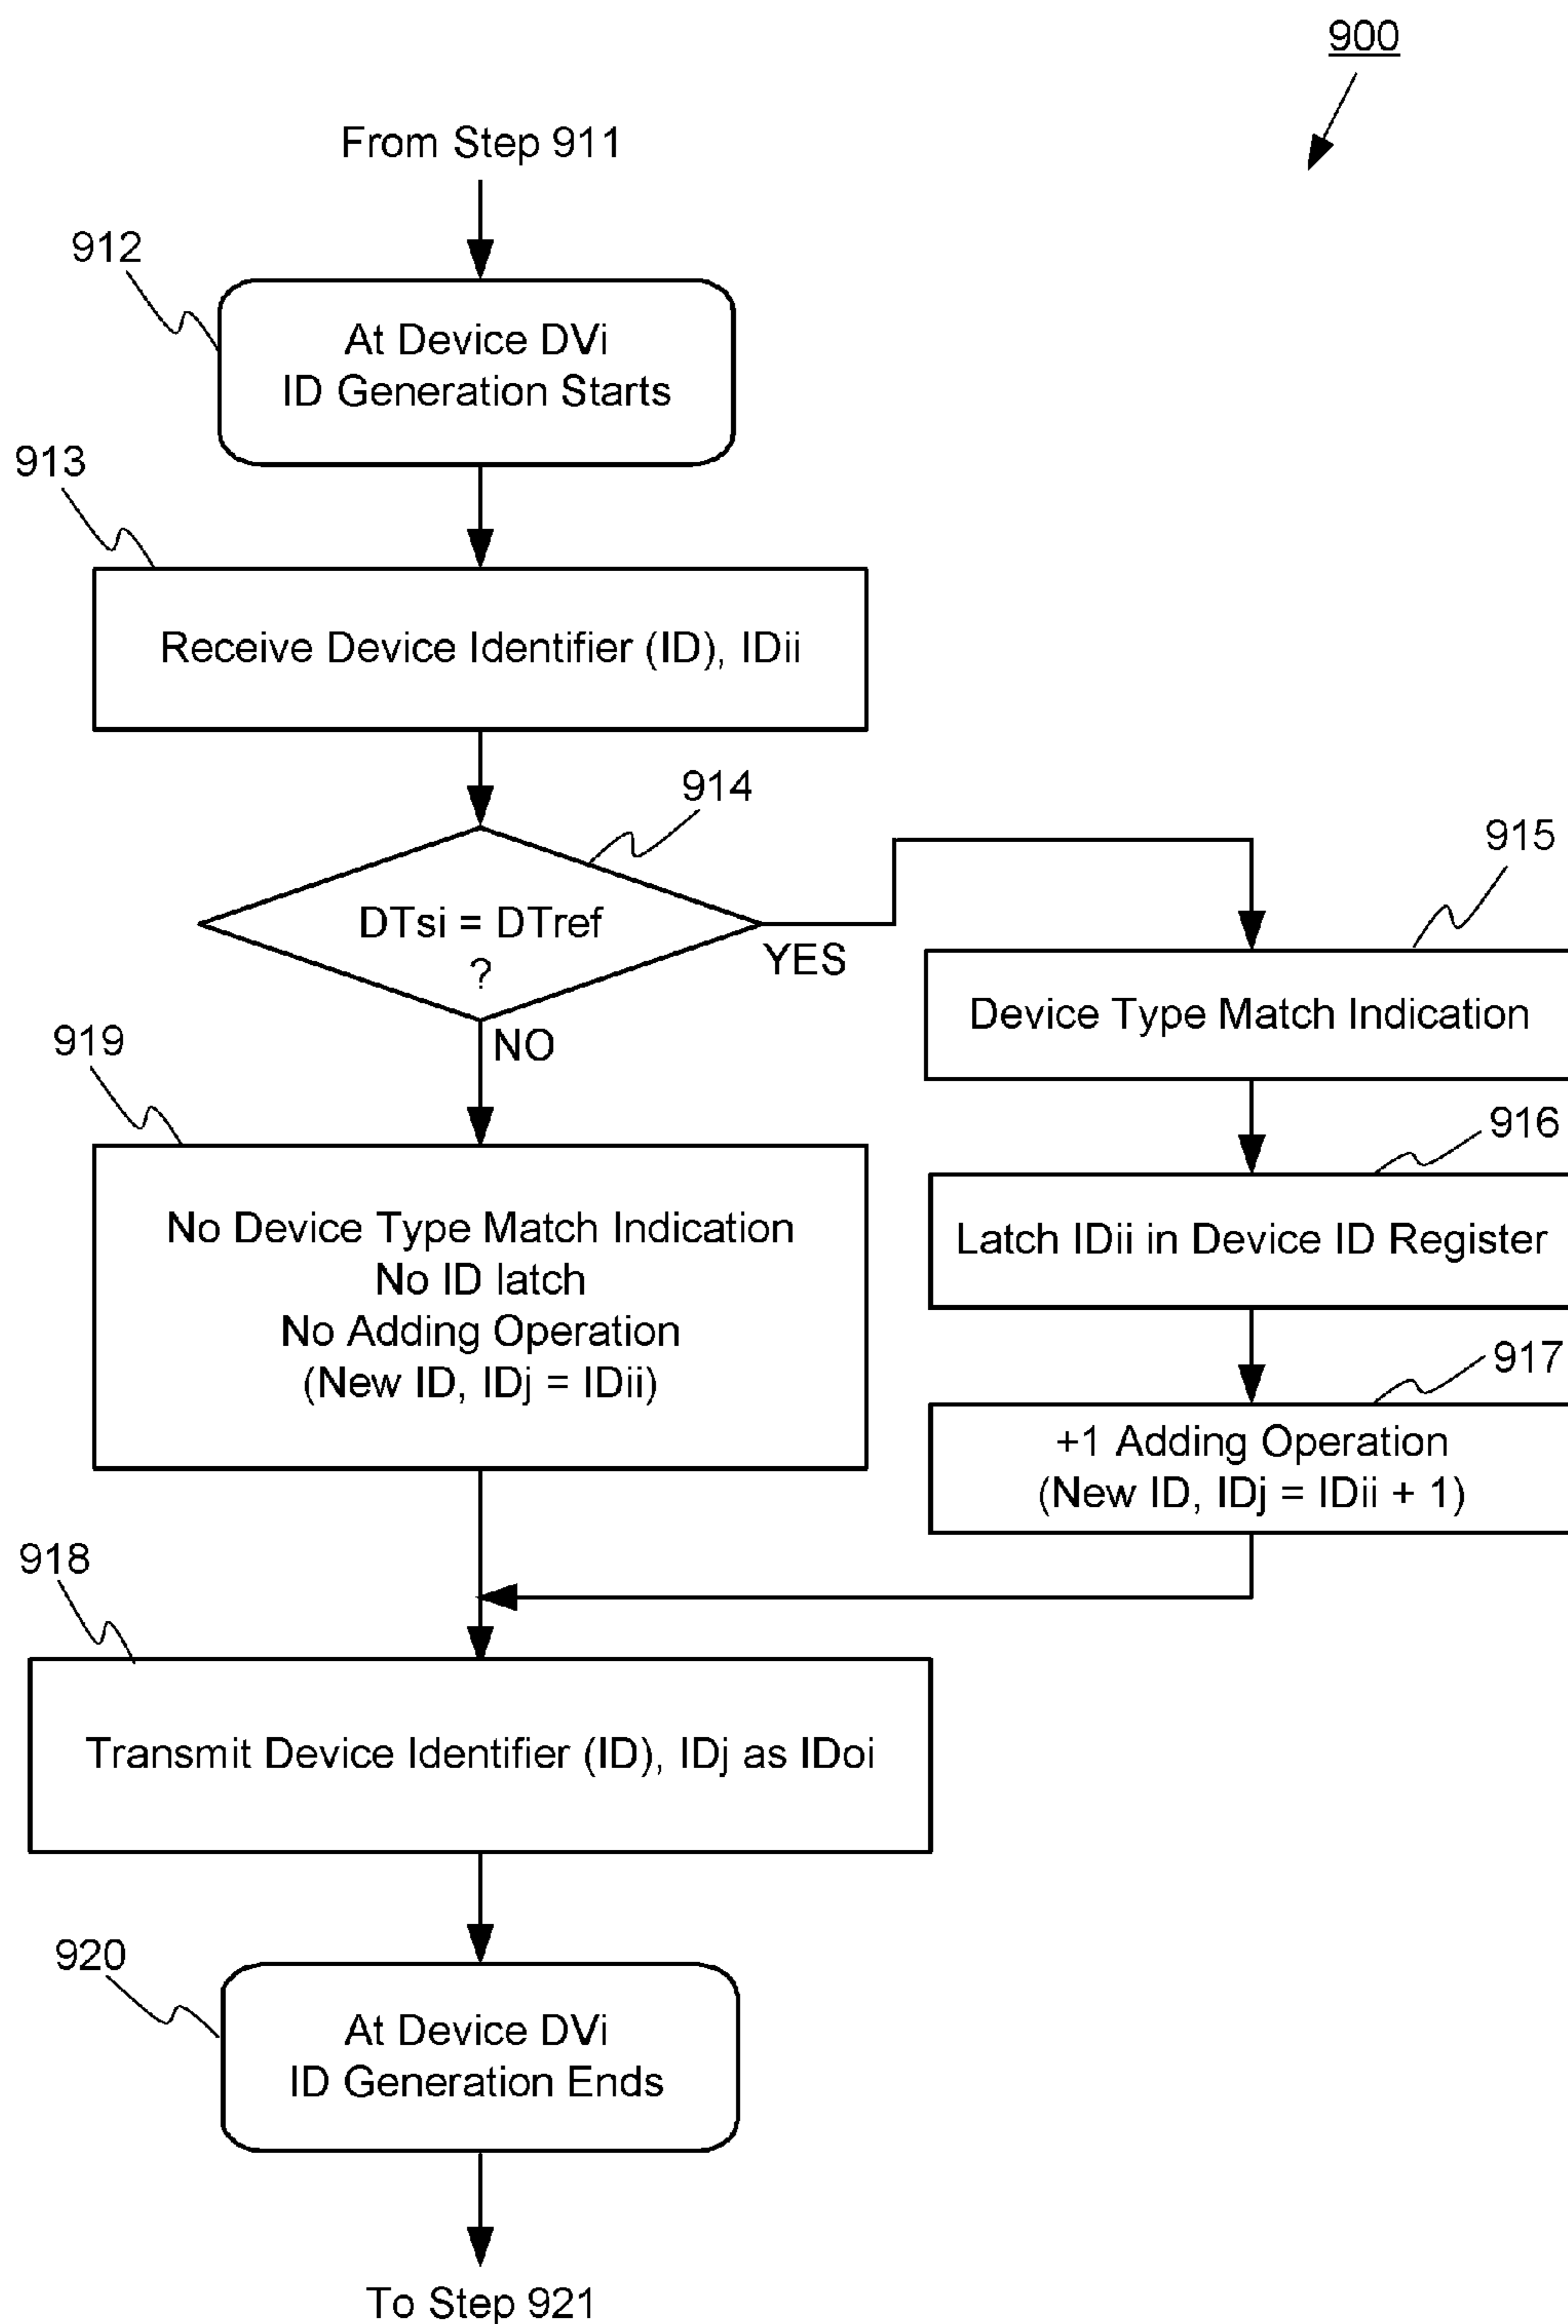 900
From Step 911
912
At Device DVi
ID Generation Starts
913
Receive Device Identifier (ID), IDii
914
DTsi = DTref
?
YES
NO
915
Device Type Match Indication
916
Latch IDii in Device ID Register
917
+1 Adding Operation
(New ID, IDj = IDii + 1)
919
No Device Type Match Indication
No ID latch
No Adding Operation
(New ID, IDj = IDii)
918
Transmit Device Identifier (ID), IDj as IDoi
920
At Device DVi
ID Generation Ends
To Step 921